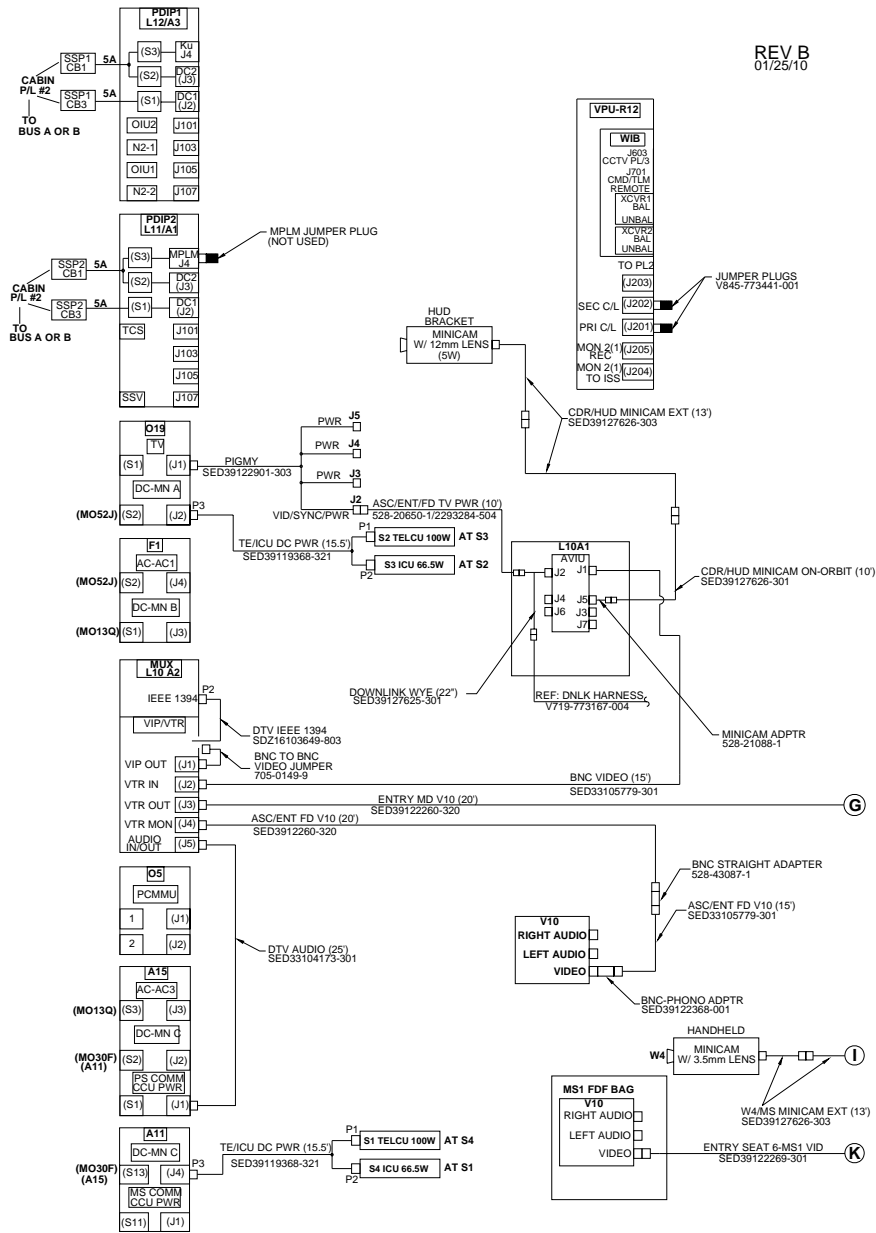 REV B
01/25/10
PDIP1
L12/A3
(S3)
Ku
J4
(S2)
DC2
(J3)
(S1)
DC1
(J2)
SSP1
CB1
5A
SSP1
CB3
5A
CABIN
P/L #2
TO
BUS A OR B
OIU2
J101
N2-1
J103
OIU1
J105
N2-2
J107
PDIP2
L11/A1
(S3)
MPLM
J4
MPLM JUMPER PLUG
(NOT USED)
(S2)
DC2
(J3)
(S1)
DC1
(J2)
SSP2
CB1
5A
SSP2
CB3
5A
CABIN
P/L #2
TO
BUS A OR B
TCS
J101
J103
J105
SSV
J107
VPU-R12
WIB
J603
CCTV PL/3
J701
CMD/TLM
REMOTE
XCVR1
BAL
UNBAL
XCVR2
BAL
UNBAL
TO PL2
(J203)
SEC C/L
(J202)
PRI C/L
(J201)
MON 2(1)
REC
(J205)
MON 2(1)
TO ISS
(J204)
JUMPER PLUGS
V845-773441-001
HUD
BRACKET
MINICAM
W/ 12mm LENS
(5W)
CDR/HUD MINICAM EXT (13')
SED39127626-303
O19
TV
(S1)
(J1)
PIGMY
SED39122901-303
DC-MN A
(MO52J)
(S2)
(J2)
P3
PWR
J5
PWR
J4
PWR
J3
J2
VID/SYNC/PWR
ASC/ENT/FD TV PWR (10')
528-20650-1/2293284-504
TE/ICU DC PWR (15.5')
SED39119368-321
P1
S2 TELCU 100W
AT S3
P2
S3 ICU 66.5W
AT S2
F1
AC-AC1
(MO52J)
(S2)
(J4)
DC-MN B
(MO13Q)
(S1)
(J3)
L10A1
AVIU
J2
J1
J4
J5
J6
J3
J7
CDR/HUD MINICAM ON-ORBIT (10')
SED39127626-301
DOWNLINK WYE (22")
SED39127625-301
REF: DNLK HARNESS
V719-773167-004
MINICAM ADPTR
528-21088-1
MUX
L10 A2
IEEE 1394
P2
VIP/VTR
DTV IEEE 1394
SDZ16103649-803
BNC TO BNC
VIDEO JUMPER
705-0149-9
VIP OUT
(J1)
VTR IN
(J2)
BNC VIDEO (15')
SED33105779-301
VTR OUT
(J3)
ENTRY MD V10 (20')
SED39122260-320
G
VTR MON
(J4)
ASC/ENT FD V10 (20')
SED3912260-320
AUDIO
IN/OUT
(J5)
BNC STRAIGHT ADAPTER
528-43087-1
ASC/ENT FD V10 (15')
SED33105779-301
O5
PCMMU
1
(J1)
2
(J2)
DTV AUDIO (25')
SED33104173-301
V10
RIGHT AUDIO
LEFT AUDIO
VIDEO
BNC-PHONO ADPTR
SED39122368-001
A15
AC-AC3
(MO13Q)
(S3)
(J3)
DC-MN C
(MO30F)
(A11)
(S2)
(J2)
PS COMM
CCU PWR
(S1)
(J1)
HANDHELD
W4
MINICAM
W/ 3.5mm LENS
I
W4/MS MINICAM EXT (13')
SED39127626-303
MS1 FDF BAG
V10
RIGHT AUDIO
LEFT AUDIO
VIDEO
ENTRY SEAT 6-MS1 VID
SED39122269-301
K
A11
DC-MN C
(MO30F)
(A15)
(S13)
(J4)
P3
TE/ICU DC PWR (15.5')
SED39119368-321
P1
S1 TELCU 100W
AT S4
P2
S4 ICU 66.5W
AT S1
MS COMM
CCU PWR
(S11)
(J1)